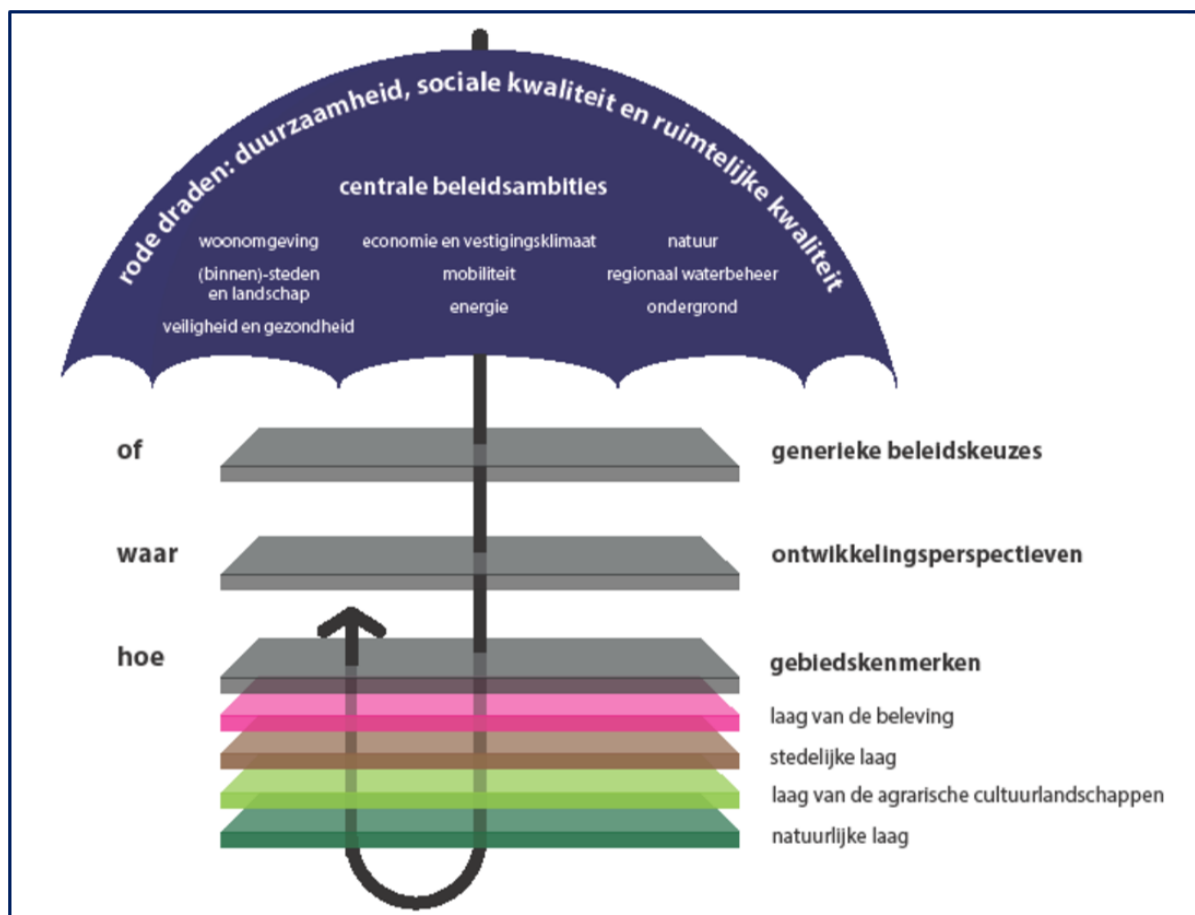 rode draden: duurzaamheid, sociale kwaliteit en ruimtelijke kwaliteit
centrale beleidsambities
woonomgeving
(binnen)-steden
en landschap
veiligheid en gezondheid
economie en vestigingsklimaat
mobiliteit
energie
natuur
regionaal waterbeheer
ondergrond
of
generieke beleidskeuzes
waar
ontwikkelingsperspectieven
hoe
gebiedskenmerken
laag van de beleving
stedelijke laag
laag van de agrarische cultuurlandschappen
natuurlijke laag